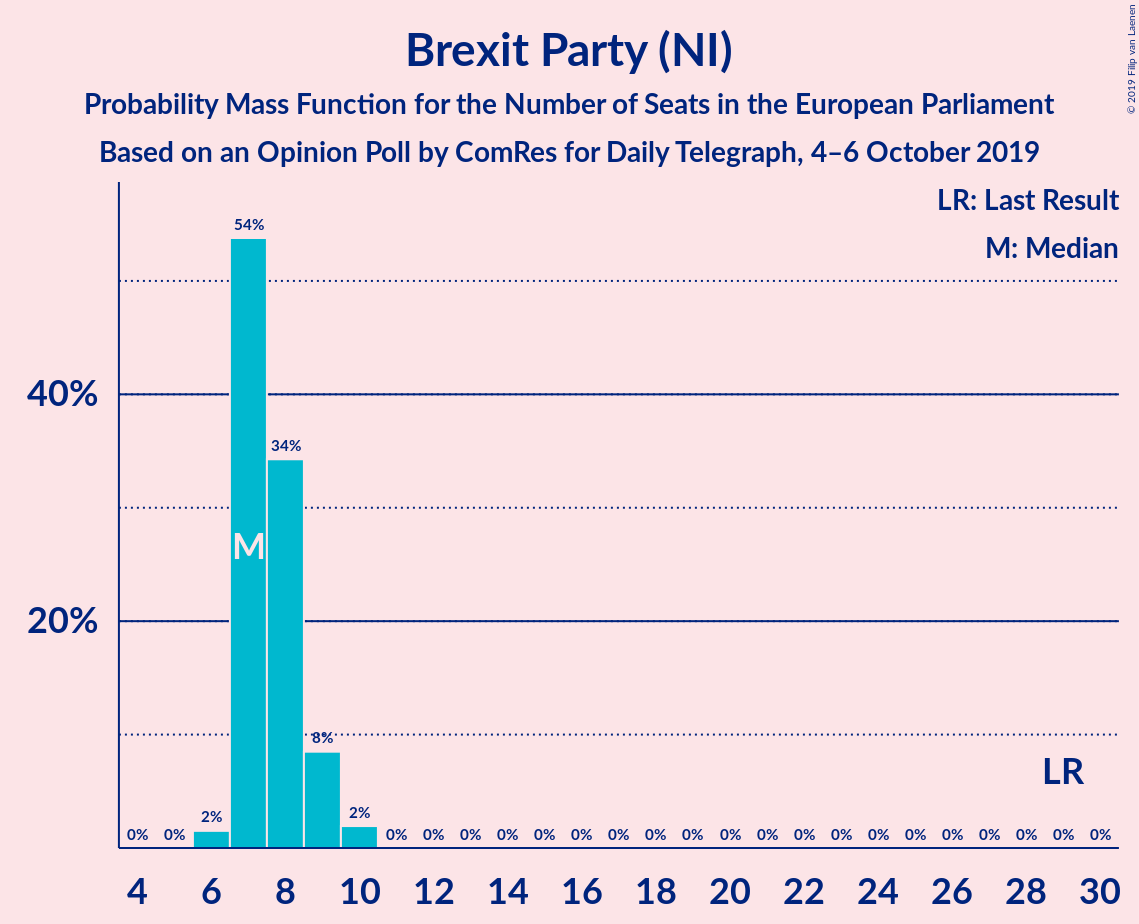 Brexit Party (NI)
Probability Mass Function for the Number of Seats in the European Parliament
Based on an Opinion Poll by ComRes for Daily Telegraph, 4–6 October 2019
© 2019 Filip van Laenen
LR: Last Result
M: Median
54%
40%
34%
M
20%
8%
LR
2%
2%
0% 0% 0% 0% 0% 0% 0% 0% 0% 0% 0% 0% 0% 0% 0% 0% 0% 0% 0% 0% 0% 0%
4 6 8 10 12 14 16 18 20 22 24 26 28 30